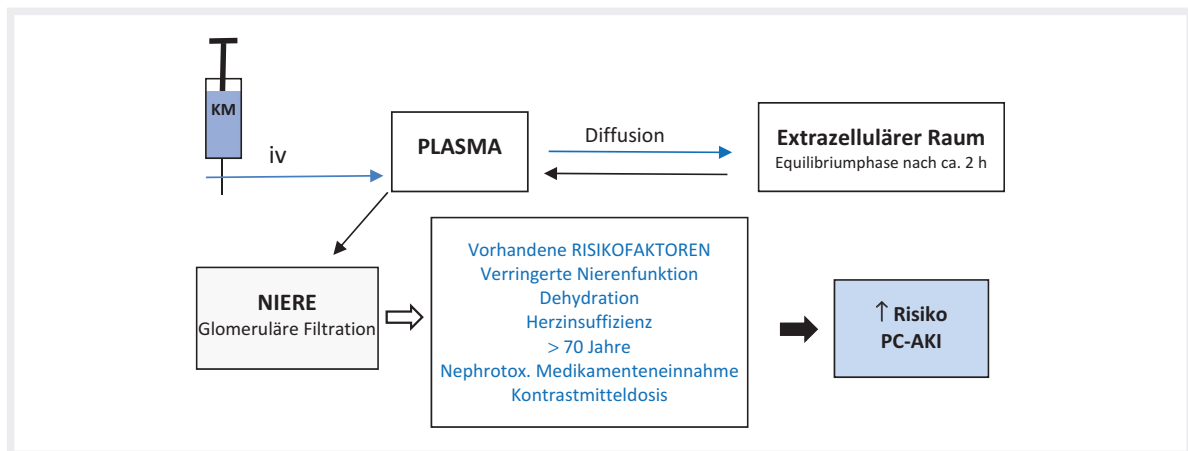 KM
iv
PLASMA
Diffusion
Extrazellulärer Raum
Equilibriumphase nach ca. 2 h
NIERE
Glomeruläre Filtration
Vorhandene RISIKOFAKTOREN
Verringerte Nierenfunktion
Dehydration
Herzinsuffizienz
> 70 Jahre
Nephrotox. Medikamenteneinnahme
Kontrastmitteldosis
↑ Risiko
PC-AKI